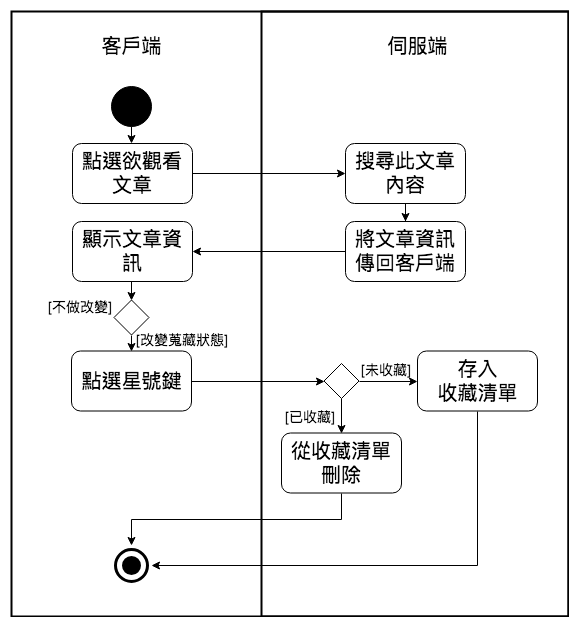 客戶端
伺服端
點選欲觀看
文章
搜尋此文章
內容
顯示文章資
訊
將文章資訊
傳回客戶端
[不做改變]
[改變蒐藏狀態]
點選星號鍵
[未收藏]
存入
收藏清單
[已收藏]
從收藏清單
刪除